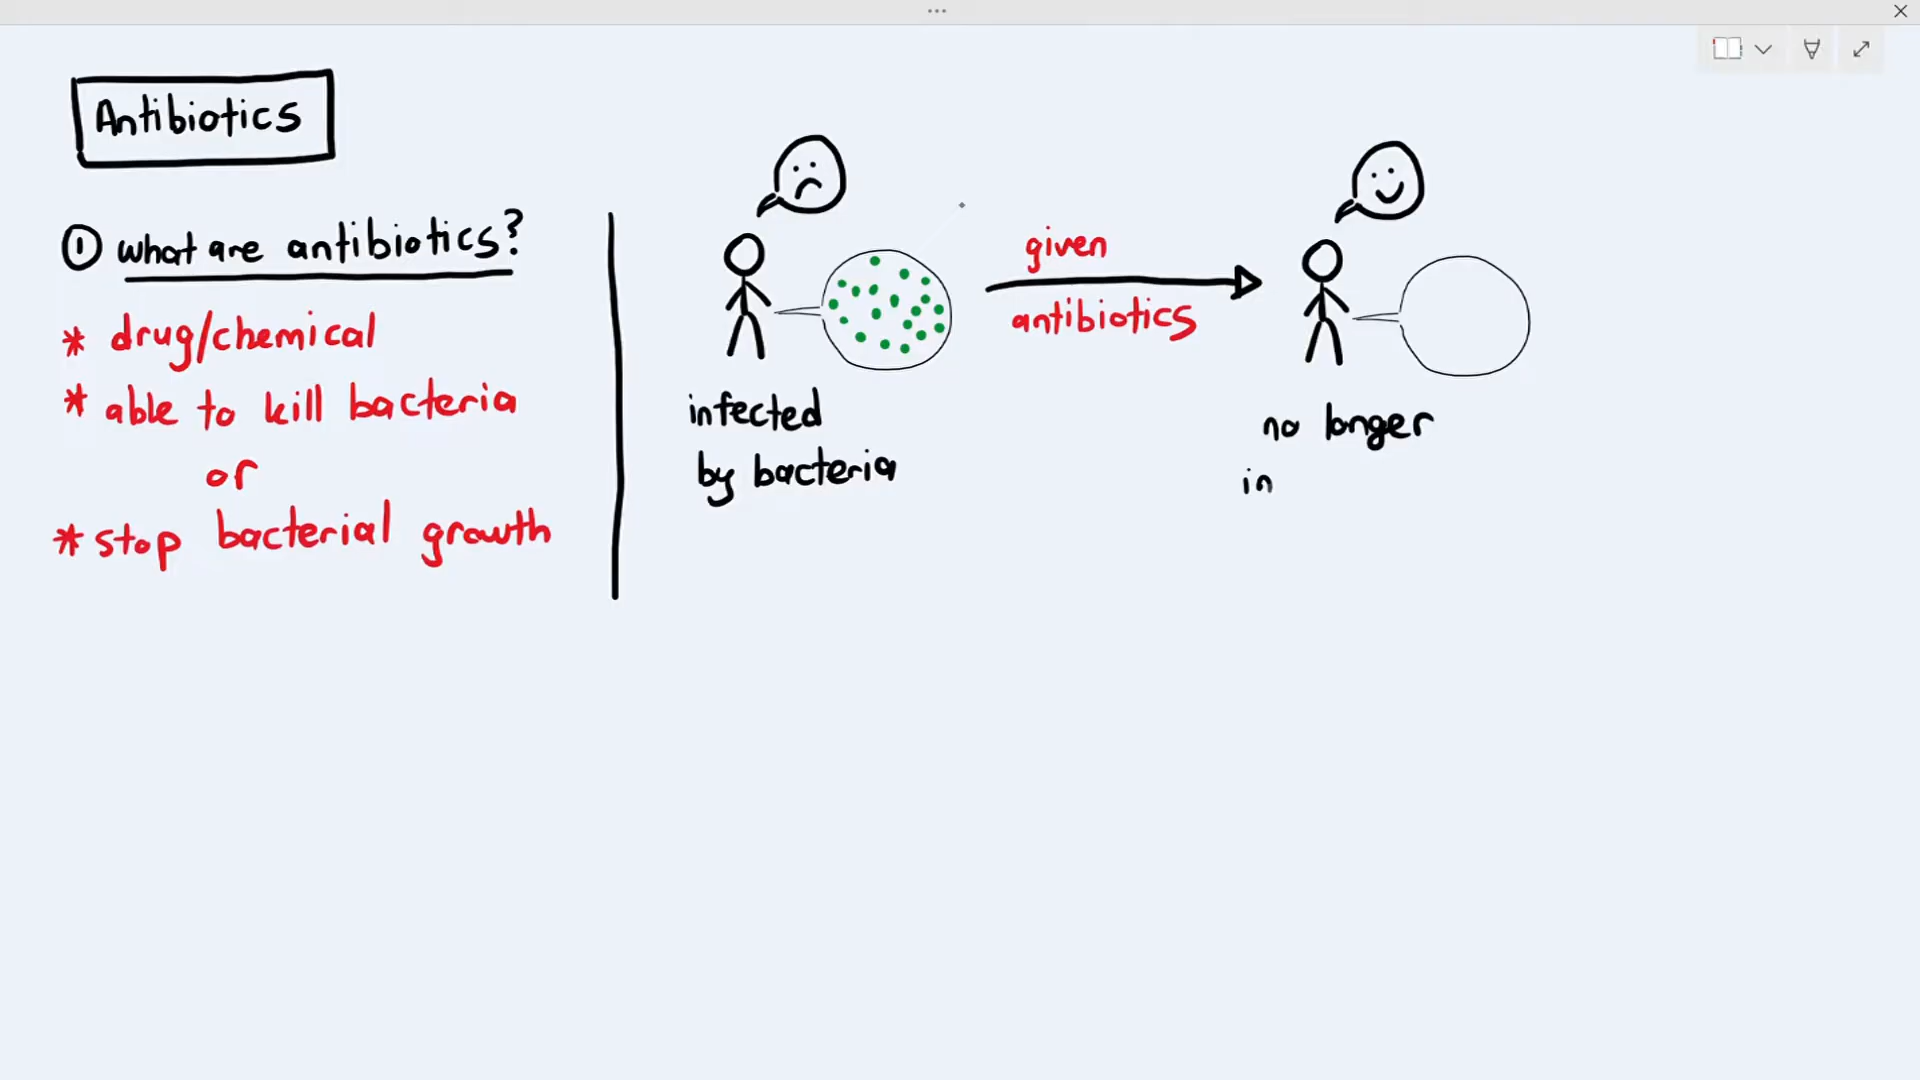 Antibiotics
① what are antibiotics?
* drug/chemical
* able to kill bacteria
or
* stop bacterial growth
infected
by bacteria
given
antibiotics
no longer
in